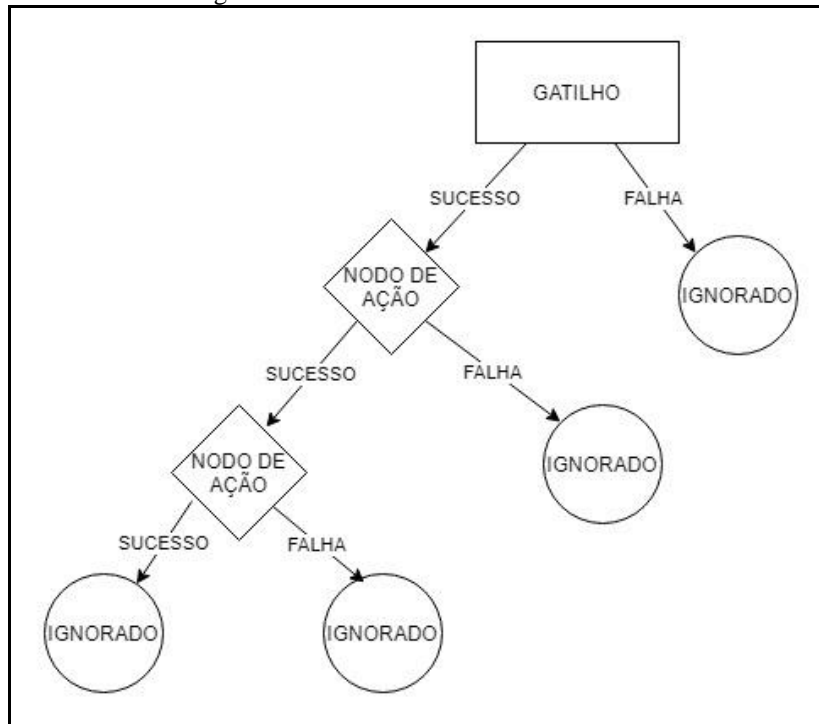 GATILHO
SUCESSO
FALHA
NODO DE
AÇÃO
IGNORADO
SUCESSO
FALHA
NODO DE
AÇÃO
IGNORADO
SUCESSO
FALHA
IGNORADO
IGNORADO